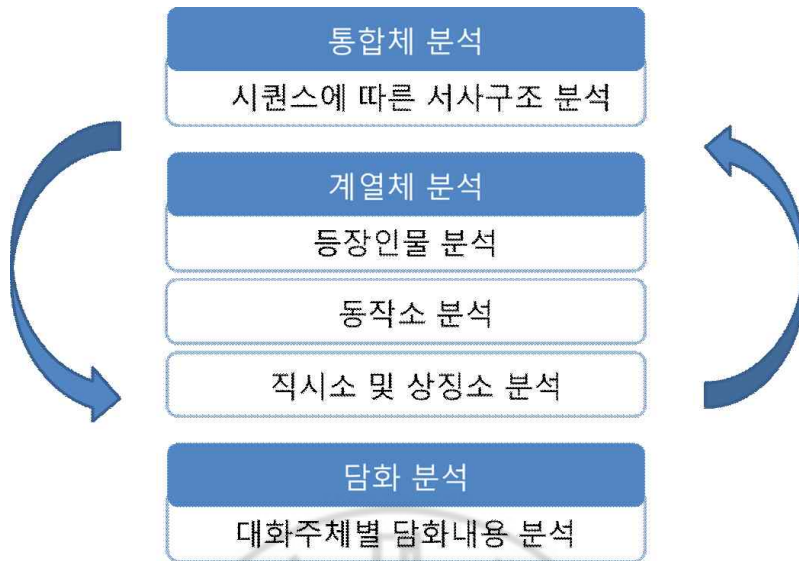 통합체 분석
시퀀스에 따른 서사구조 분석
계열체 분석
등장인물 분석
동작소 분석
직시소 및 상징소 분석
담화 분석
대화주체별 담화내용 분석